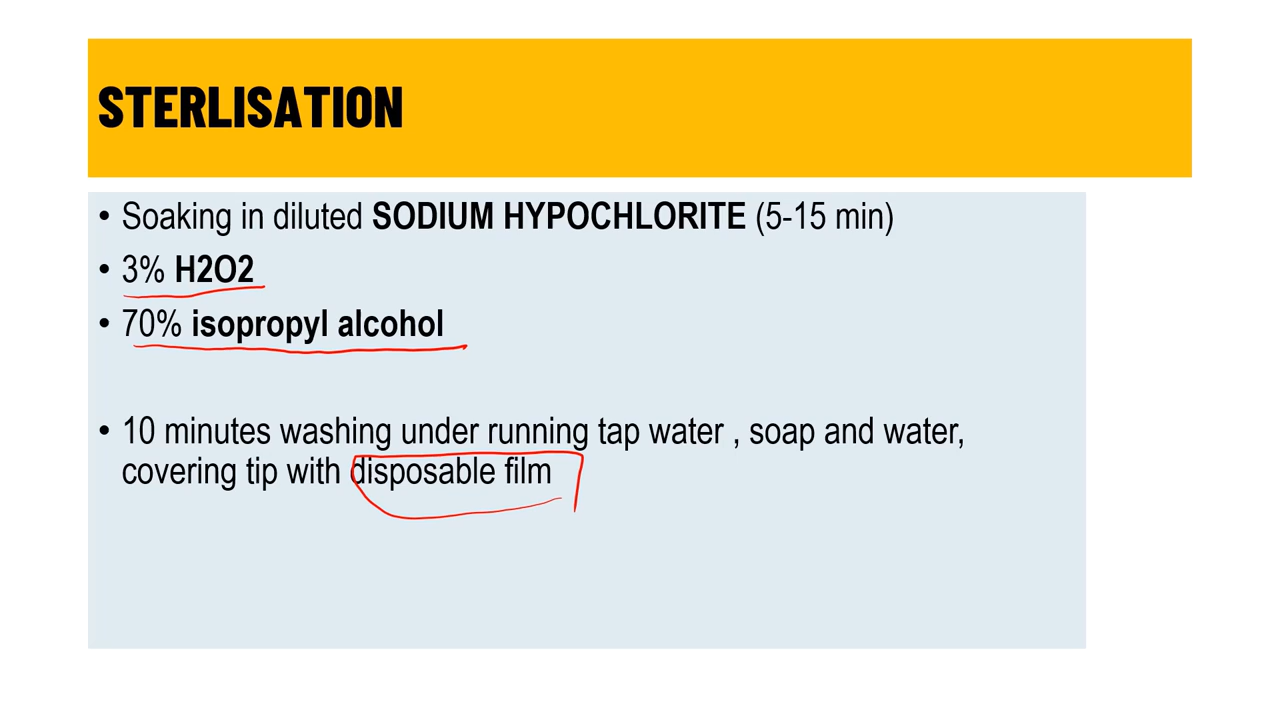 STERLISATION
• Soaking in diluted SODIUM HYPOCHLORITE (5-15 min)
• 3% H2O2
• 70% isopropyl alcohol
• 10 minutes washing under running tap water , soap and water,
covering tip with disposable film